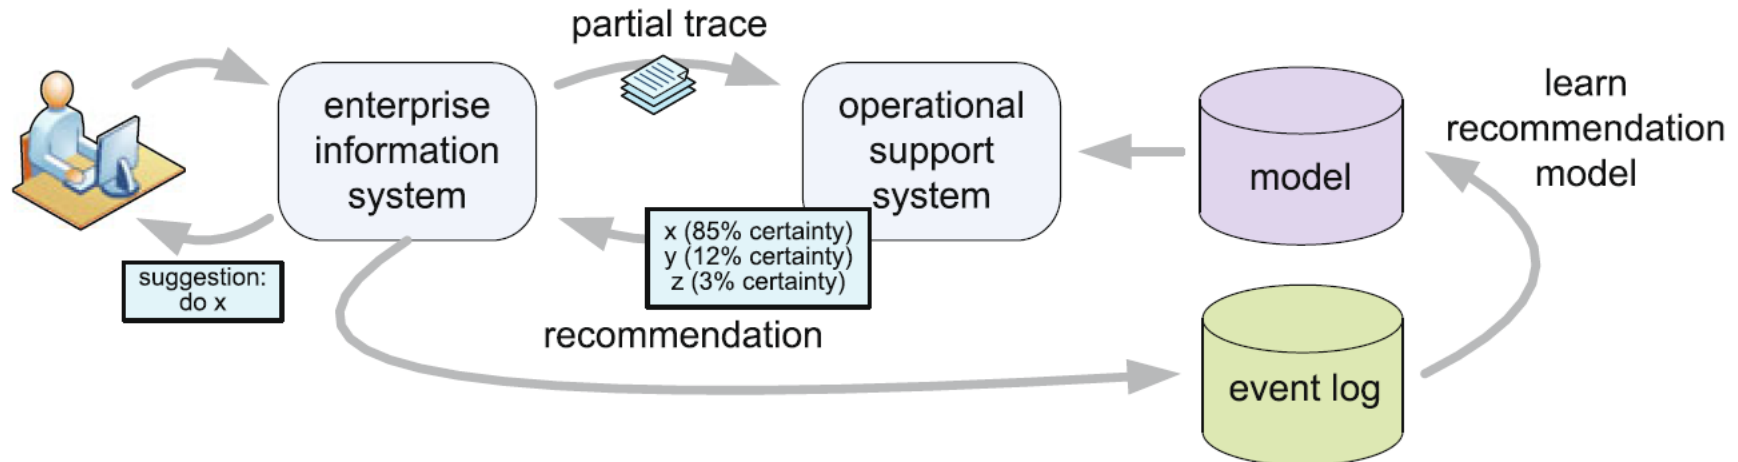 partial trace
enterprise
information
system
operational
support
system
model
learn
recommendation
model
x (85% certainty)
y (12% certainty)
z (3% certainty)
suggestion:
do x
recommendation
event log